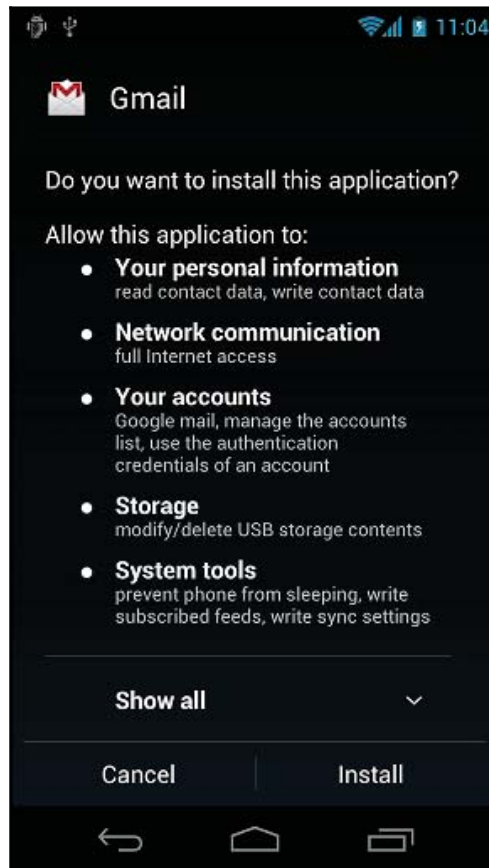 11:04
Gmail
Do you want to install this application?
Allow this application to:
Your personal information
read contact data, write contact data
Network communication
full Internet access
Your accounts
Google mail, manage the accounts
list, use the authentication
credentials of an account
Storage
modify/delete USB storage contents
System tools
prevent phone from sleeping, write
subscribed feeds, write sync settings
Show all
Cancel Install